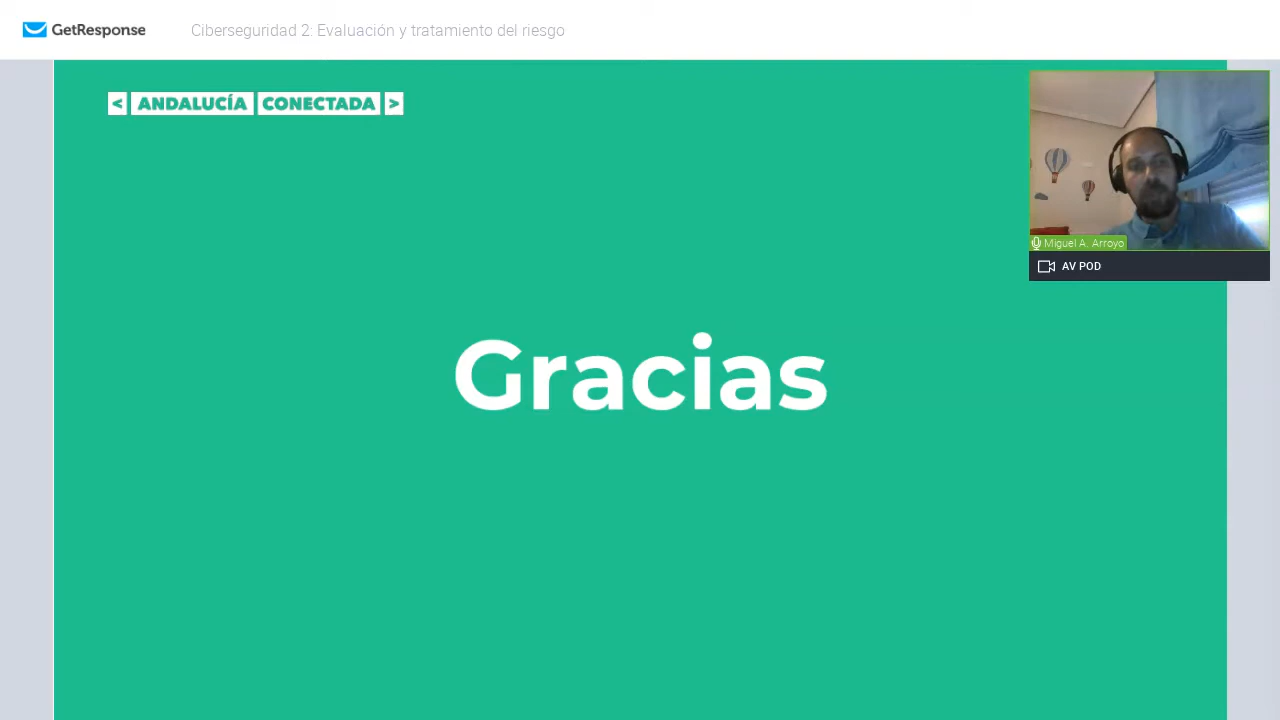 GetResponse
Ciberseguridad 2: Evaluación y tratamiento del riesgo
< ANDALUCÍA CONECTADA >
Miguel A. Arroyo
AV POD
Gracias